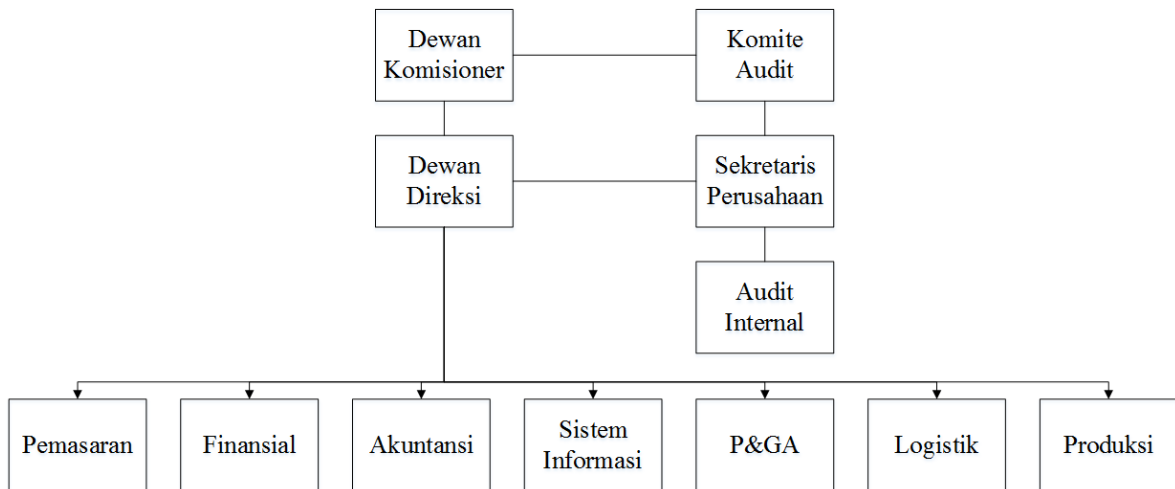 Dewan
Komisioner
Komite
Audit
Dewan
Direksi
Sekretaris
Perusahaan
Audit
Internal
Pemasaran
Finansial
Akuntansi
Sistem
Informasi
P&GA
Logistik
Produksi